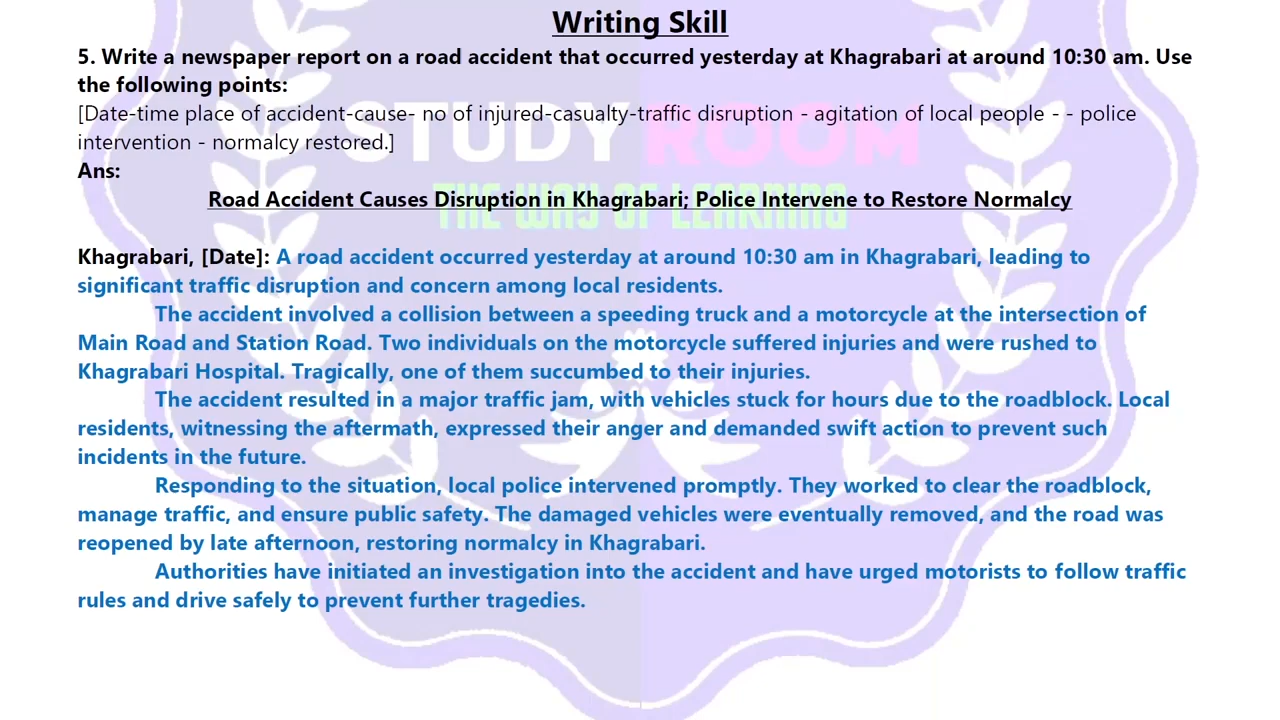 Writing Skill
5. Write a newspaper report on a road accident that occurred yesterday at Khagrabari at around 10:30 am. Use
the following points:
[Date-time place of accident-cause- no of injured-casualty-traffic disruption - agitation of local people - - police
intervention - normalcy restored.]
STUDY ROOM
Ans:
THE WAY OF LEARNING
Road Accident Causes Disruption in Khagrabari; Police Intervene to Restore Normalcy
Khagrabari, [Date]: A road accident occurred yesterday at around 10:30 am in Khagrabari, leading to
significant traffic disruption and concern among local residents.
The accident involved a collision between a speeding truck and a motorcycle at the intersection of
Main Road and Station Road. Two individuals on the motorcycle suffered injuries and were rushed to
Khagrabari Hospital. Tragically, one of them succumbed to their injuries.
The accident resulted in a major traffic jam, with vehicles stuck for hours due to the roadblock. Local
residents, witnessing the aftermath, expressed their anger and demanded swift action to prevent such
incidents in the future.
Responding to the situation, local police intervened promptly. They worked to clear the roadblock,
manage traffic, and ensure public safety. The damaged vehicles were eventually removed, and the road was
reopened by late afternoon, restoring normalcy in Khagrabari.
Authorities have initiated an investigation into the accident and have urged motorists to follow traffic
rules and drive safely to prevent further tragedies.